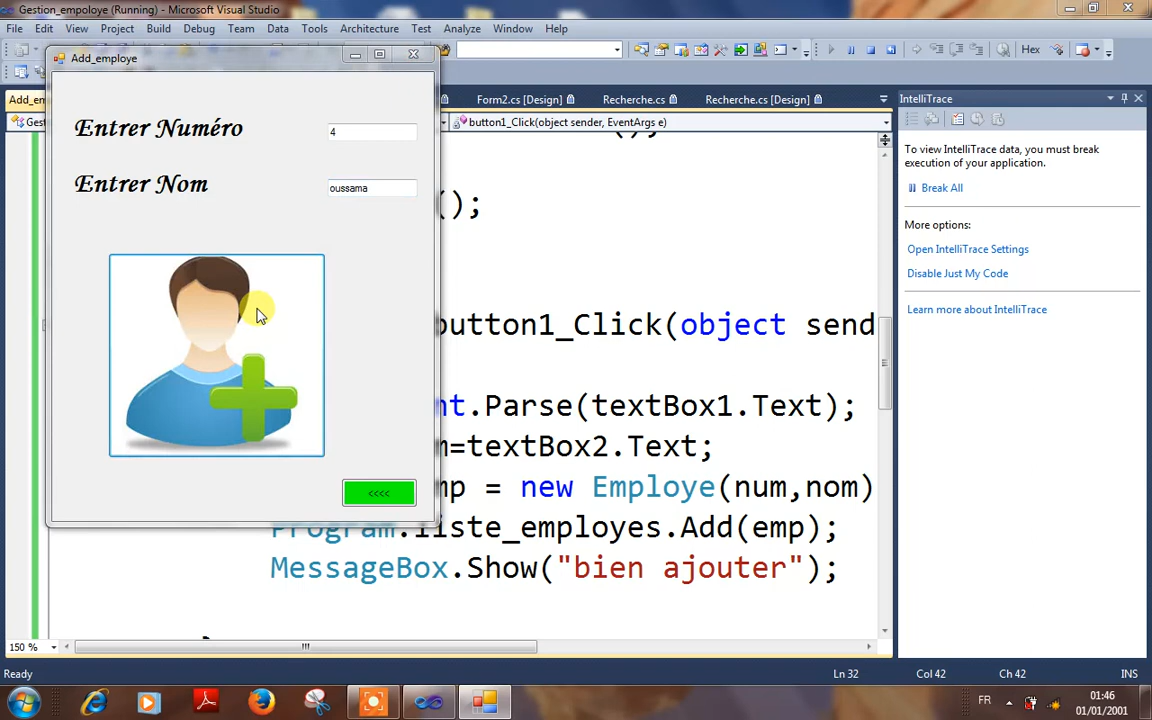 Gestion_empoloye (Running) - Microsoft Visual Studio
File Edit View Project Build Debug Team Data Tools Architecture Test Analyze Window Help
Hex
Add_employe
Add_en
Form2.cs [Design]
Recherche.cs
Recherche.cs [Design]
IntelliTrace
Gest
button1_Click(object sender, EventArgs e)
Entrer Numéro
4
Entrer Nom
oussama
();
();
button1_Click(object send
nt.Parse(textBox1.Text);
m=textBox2.Text;
mp = new Employe(num,nom)
Program.liste_employes.Add(emp);
MessageBox.Show("bien ajouter");
<<<<
To view IntelliTrace data, you must break
execution of your application.
Break All
More options:
Open IntelliTrace Settings
Disable Just My Code
Learn more about IntelliTrace
150 %
Ready
Ln 32
Col 42
Ch 42
INS
FR
01:46
01/01/2001